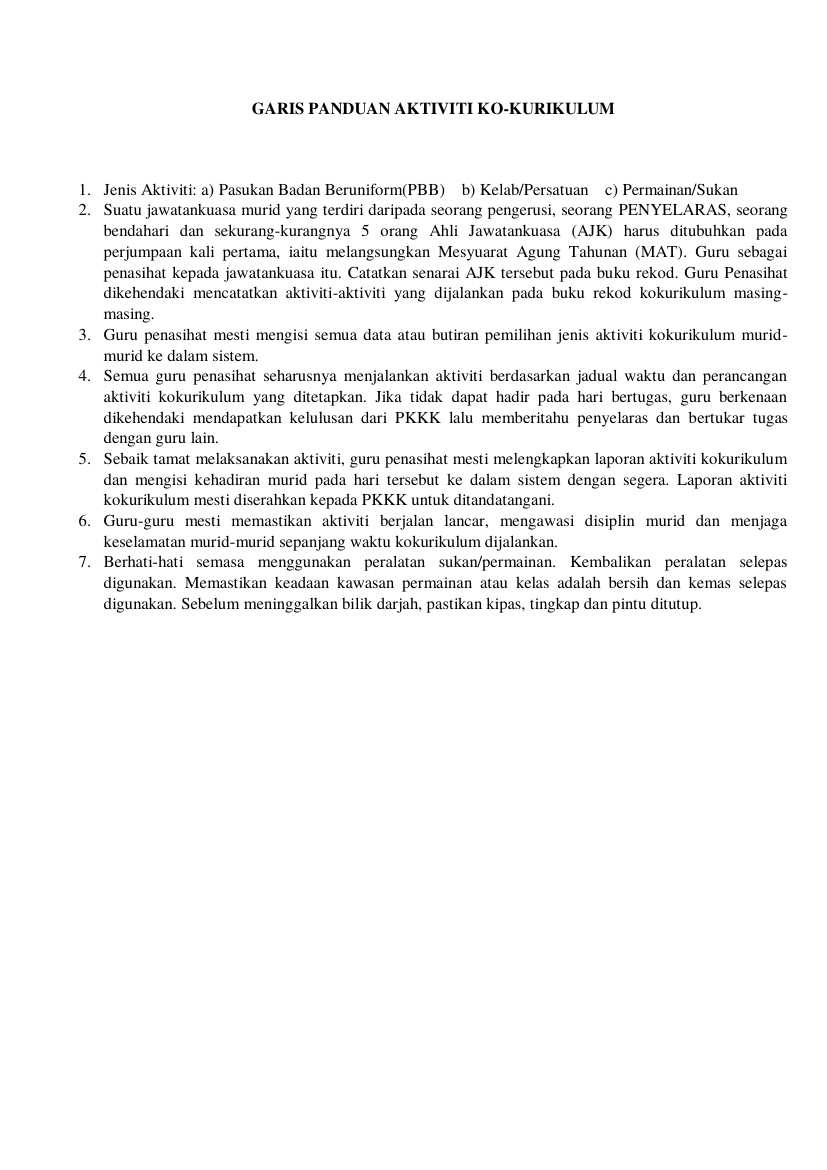 GARIS PANDUAN AKTIVITI KO-KURIKULUM
1. Jenis Aktiviti: a) Pasukan Badan Beruniform(PBB) b) Kelab/Persatuan c) Permainan/Sukan
2. Suatu jawatankuasa murid yang terdiri daripada seorang pengerusi, seorang PENYELARAS, seorang
bendahari dan sekurang-kurangnya 5 orang Ahli Jawatankuasa (AJK) harus ditubuhkan pada
perjumpaan kali pertama, iaitu melangsungkan Mesyuarat Agung Tahunan (MAT). Guru sebagai
penasihat kepada jawatankuasa itu. Catatkan senarai AJK tersebut pada buku rekod. Guru Penasihat
dikehendaki mencatatkan aktiviti-aktiviti yang dijalankan pada buku rekod kokurikulum masing-
masing.
3. Guru penasihat mesti mengisi semua data atau butiran pemilihan jenis aktiviti kokurikulum murid-
murid ke dalam sistem.
4. Semua guru penasihat seharusnya menjalankan aktiviti berdasarkan jadual waktu dan perancangan
aktiviti kokurikulum yang ditetapkan. Jika tidak dapat hadir pada hari bertugas, guru berkenaan
dikehendaki mendapatkan kelulusan dari PKKK lalu memberitahu penyelaras dan bertukar tugas
dengan guru lain.
5. Sebaik tamat melaksanakan aktiviti, guru penasihat mesti melengkapkan laporan aktiviti kokurikulum
dan mengisi kehadiran murid pada hari tersebut ke dalam sistem dengan segera. Laporan aktiviti
kokurikulum mesti diserahkan kepada PKKK untuk ditandatangani.
6. Guru-guru mesti memastikan aktiviti berjalan lancar, mengawasi disiplin murid dan menjaga
keselamatan murid-murid sepanjang waktu kokurikulum dijalankan.
7. Berhati-hati semasa menggunakan peralatan sukan/permainan. Kembalikan peralatan selepas
digunakan. Memastikan keadaan kawasan permainan atau kelas adalah bersih dan kemas selepas
digunakan. Sebelum meninggalkan bilik darjah, pastikan kipas, tingkap dan pintu ditutup.